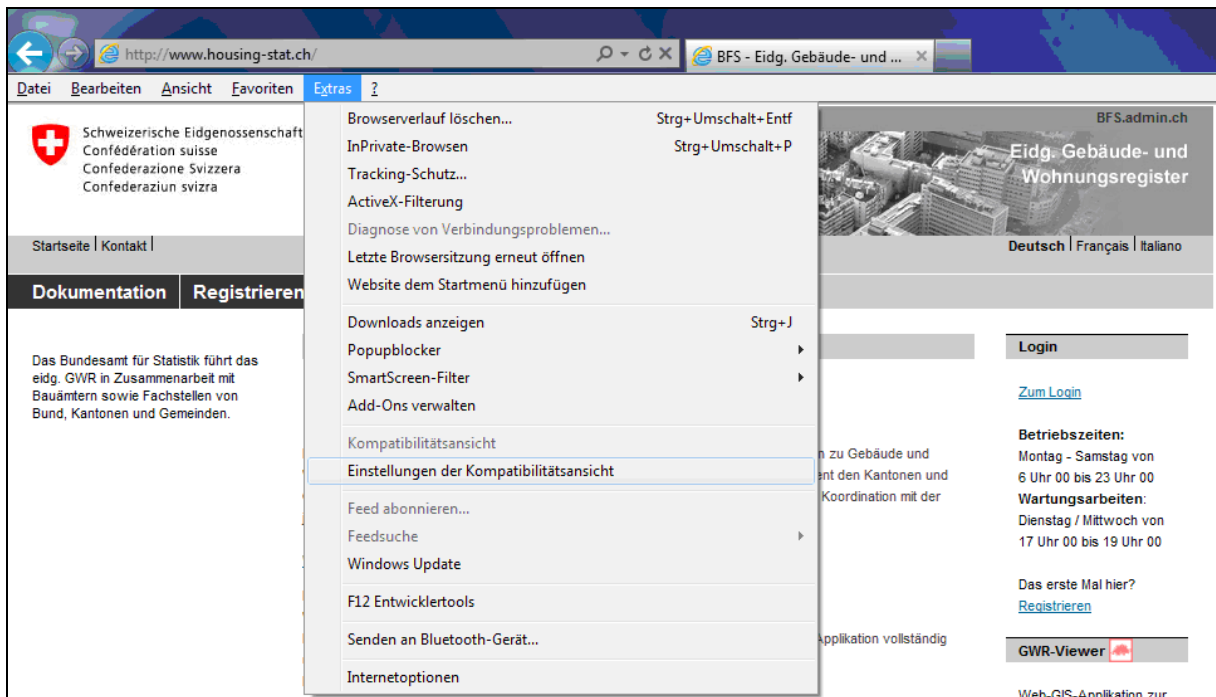 http://www.housing-stat.ch/
BFS - Eidg. Gebäude- und ...
Datei Bearbeiten Ansicht Favoriten Extras ?
Schweizerische Eidgenossenschaft
Confédération suisse
Confederazione Svizzera
Confederaziun svizra
BFS.admin.ch
Eidg. Gebäude- und
Wohnungsregister
Startseite | Kontakt |
Deutsch | Français | Italiano
Dokumentation | Registrieren
Das Bundesamt für Statistik führt das
eidg. GWR in Zusammenarbeit mit
Bauämtern sowie Fachstellen von
Bund, Kantonen und Gemeinden.
Browserverlauf löschen... Strg+Umschalt+Entf
InPrivate-Browsen Strg+Umschalt+P
Tracking-Schutz...
ActiveX-Filterung
Diagnose von Verbindungsproblemen...
Letzte Browsersitzung erneut öffnen
Website dem Startmenü hinzufügen
Downloads anzeigen Strg+J
Popupblocker
SmartScreen-Filter
Add-Ons verwalten
Kompatibilitätsansicht
Einstellungen der Kompatibilitätsansicht
Feed abonnieren...
Feedsuche
Windows Update
F12 Entwicklertools
Senden an Bluetooth-Gerät...
Internetoptionen
zu Gebäude und
den Kantonen und
Koordination mit der
Applikation vollständig
Login
Zum Login
Betriebszeiten:
Montag - Samstag von
6 Uhr 00 bis 23 Uhr 00
Wartungsarbeiten:
Dienstag / Mittwoch von
17 Uhr 00 bis 19 Uhr 00
Das erste Mal hier?
Registrieren
GWR-Viewer
Web-GIS-Applikation zur